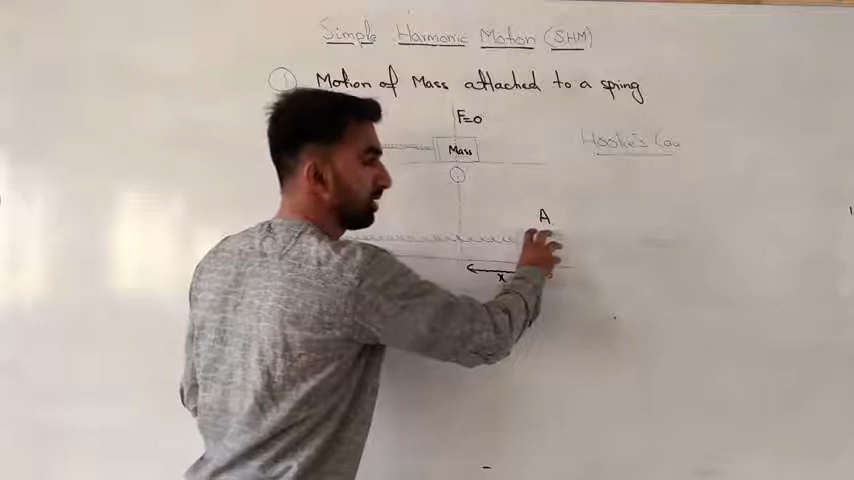 Simple Harmonic Motion (SHM)
① Motion of Mass attached to a spring
F=0
Hooke's Law
Mass
A
x